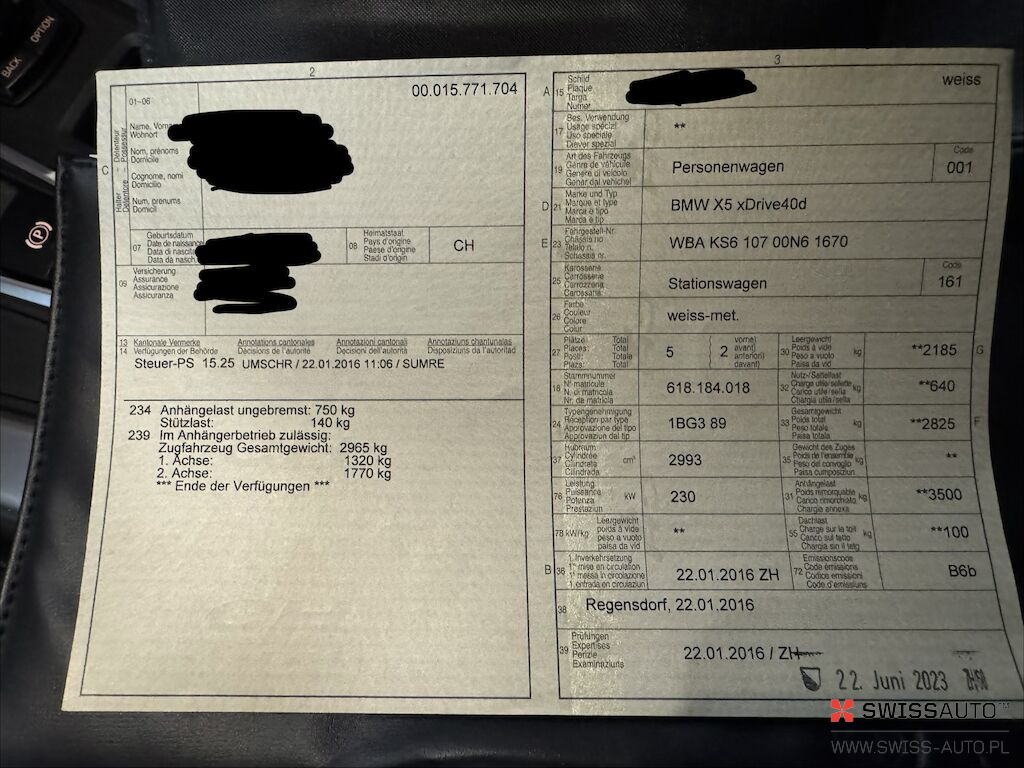 OPTION
BACK
2
00.015.771.704
01-06
C
Halter
Détenteur
Name, Vorname
Wohnort
Nom, prénoms
Domicile
Cognome, nomi
Domicilio
Num, prenums
Domicil
07
Geburtsdatum
Date de naissance
Data di nascita
Data da nasch.
08
Heimatstaat
Pays d'origine
Paese d'origine
Stadi d'origin
CH
09
Versicherung
Assurance
Assicurazione
Assicuranza
13 Kantonale Vermerke Annotations cantonales Annotazioni cantonali Annotaziuns chantunalas
14 Verfügungen der Behörde Décisions de l'autorité Decisioni dell'autorità Disposiziuns da l'autoritad
Steuer-PS 15.25 UMSCHR / 22.01.2016 11:06 / SUMRE
234 Anhängelast ungebremst: 750 kg
Stützlast: 140 kg
239 Im Anhängerbetrieb zulässig:
Zugfahrzeug Gesamtgewicht: 2965 kg
1. Achse: 1320 kg
2. Achse: 1770 kg
*** Ende der Verfügungen ***
3
A 15
Schild
Plaque
Targa
Numer
weiss
17
Bes. Verwendung
Usage spécial
Uso speciale
Diever spezial
**
19
Art des Fahrzeugs
Genre de véhicule
Genere di veicolo
Gener dal vehichel
Personenwagen
Code
001
D 21
Marke und Typ
Marque et type
Marca e tipo
Marca e tip
BMW X5 xDrive40d
E 23
Fahrgestell-Nr.
Châssis no
Telaio n.
Schassis nr.
WBA KS6 107 00N6 1670
25
Karosserie
Carrosserie
Carrozzeria
Carossaria
Stationswagen
Code
161
26
Farbe
Couleur
Colore
Colur
weiss-met.
27
Plätze: Total
Places: Total
Posti: Totale
Plazs: Total
5
2
vorne)
avant)
anteriori)
davant)
30
Leergewicht
Poids à vide
Peso a vuoto
Paisa da vid
kg
**2185
G
18
Stammnummer
N° matricule
N. di matricola
Nr. da matricla
618.184.018
32
Nutz-/Sattellast
Charge utile/sellette
Carico utile/sella
Chargia utila/sella
kg
**640
24
Typengenehmigung
Réception par type
Approvazione del tipo
Approvaziun dal tip
1BG3 89
33
Gesamtgewicht
Poids total
Peso totale
Paisa totala
kg
**2825
F
37
Hubraum
Cylindrée
Cilindrata
Cilindrada
cm³
2993
35
Gewicht des Zuges
Poids de l'ensemble
Peso del convoglio
Paisa cumposiziun
kg
**
76
Leistung
Puissance
Potenza
Prestaziun
kW
230
31
Anhängelast
Poids remorquable
Carico rimorchiato
Chargia annexa
kg
**3500
78 kW/kg
Leergewicht
poids à vide
peso a vuoto
paisa da vid
**
55
Dachlast
Charge sur le toit
Carico sul tetto
Chargia sin il tetg
kg
**100
B 36
1. Inverkehrsetzung
1re mise en circulation
1a messa in circolazione
1. entrada en circulaziun
22.01.2016 ZH
72
Emissionscode
Code émissions
Codice emissioni
Code d'emissiuns
B6b
38
Regensdorf, 22.01.2016
39
Prüfungen
Expertises
Perizie
Examinaziuns
22.01.2016 / ZH
22. Juni 2023
SWISSAUTO™
WWW.SWISS-AUTO.PL